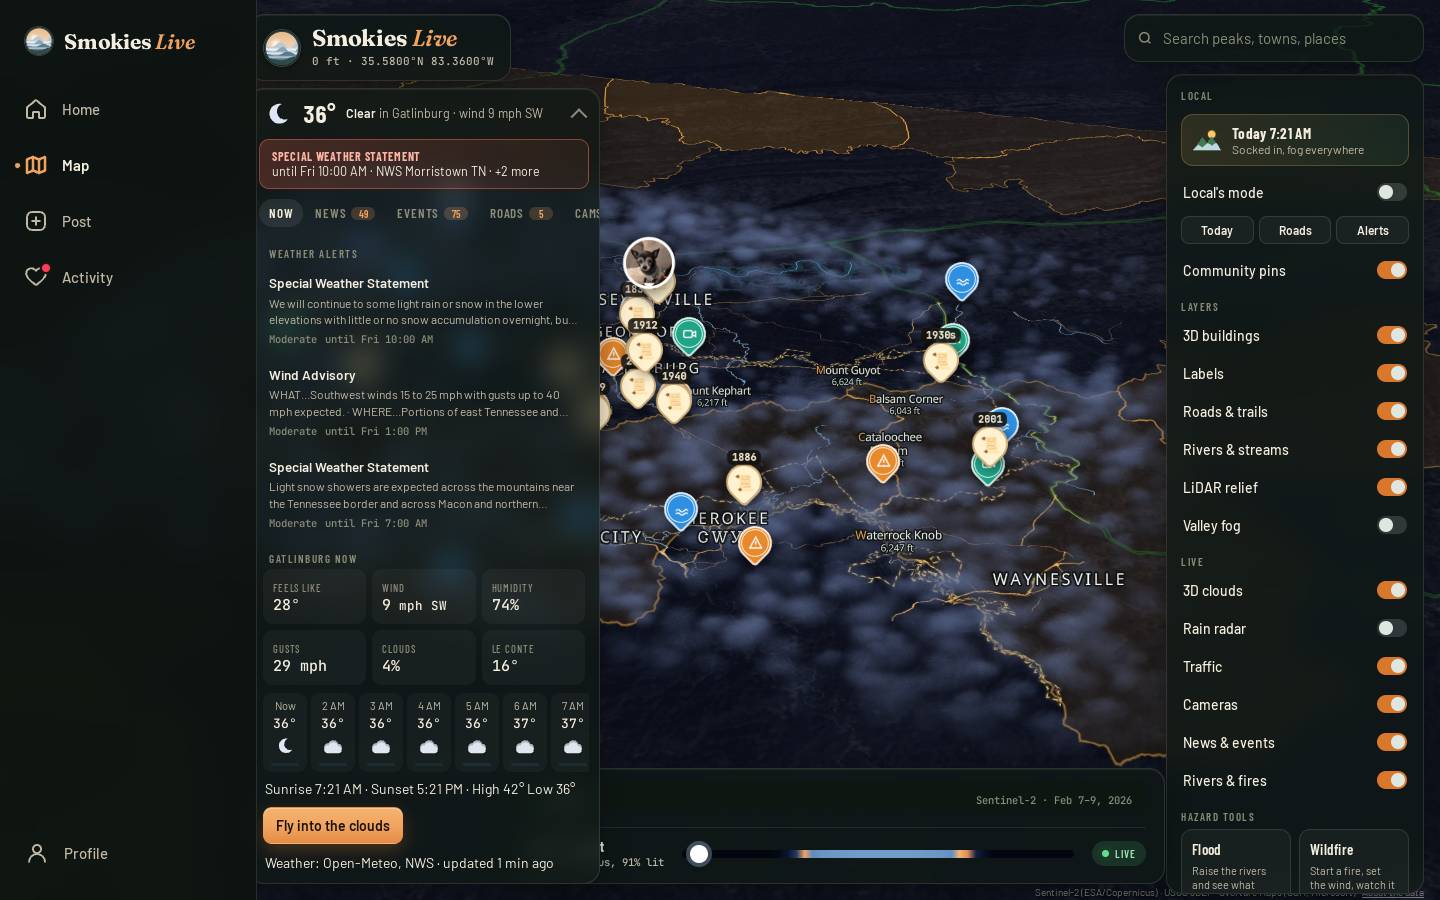 Smokies Live
Home
Map
Post
Activity
Profile
Smokies Live
0 ft · 35.5800°N 83.3600°W
36° Clear in Gatlinburg · wind 9 mph SW
SPECIAL WEATHER STATEMENT
until Fri 10:00 AM · NWS Morristown TN · +2 more
NOW NEWS 49 EVENTS 75 ROADS 5 CAMS
WEATHER ALERTS
Special Weather Statement
We will continue to some light rain or snow in the lower
elevations with little or no snow accumulation overnight, bu...
Moderate until Fri 10:00 AM
Wind Advisory
WHAT...Southwest winds 15 to 25 mph with gusts up to 40
mph expected. · WHERE...Portions of east Tennessee and...
Moderate until Fri 1:00 PM
Special Weather Statement
Light snow showers are expected across the mountains near
the Tennessee border and across Macon and northern...
Moderate until Fri 7:00 AM
GATLINBURG NOW
FEELS LIKE WIND HUMIDITY
28° 9 mph SW 74%
GUSTS CLOUDS LE CONTE
29 mph 4% 16°
Now 2 AM 3 AM 4 AM 5 AM 6 AM 7 AM
36° 36° 36° 36° 36° 37° 37°
Sunrise 7:21 AM · Sunset 5:21 PM · High 42° Low 36°
Fly into the clouds
Weather: Open-Meteo, NWS · updated 1 min ago
VILLE
1912
1940
unt Kephart
6,217 ft
1930s
Mount Guyot
6,624 ft
Balsam Corner
6,043 ft
2001
Cataloochee
1886
EROKEE
CITY
Waterrock Knob
6,247 ft
WAYNESVILLE
Sentinel-2 · Feb 7–9, 2026
us, 91% lit
LIVE
Search peaks, towns, places
LOCAL
Today 7:21 AM
Socked in, fog everywhere
Local's mode
Today Roads Alerts
Community pins
LAYERS
3D buildings
Labels
Roads & trails
Rivers & streams
LiDAR relief
Valley fog
LIVE
3D clouds
Rain radar
Traffic
Cameras
News & events
Rivers & fires
HAZARD TOOLS
Flood
Raise the rivers
and see what
Wildfire
Start a fire, set
the wind, watch it
Sentinel-2 (ESA/Copernicus)